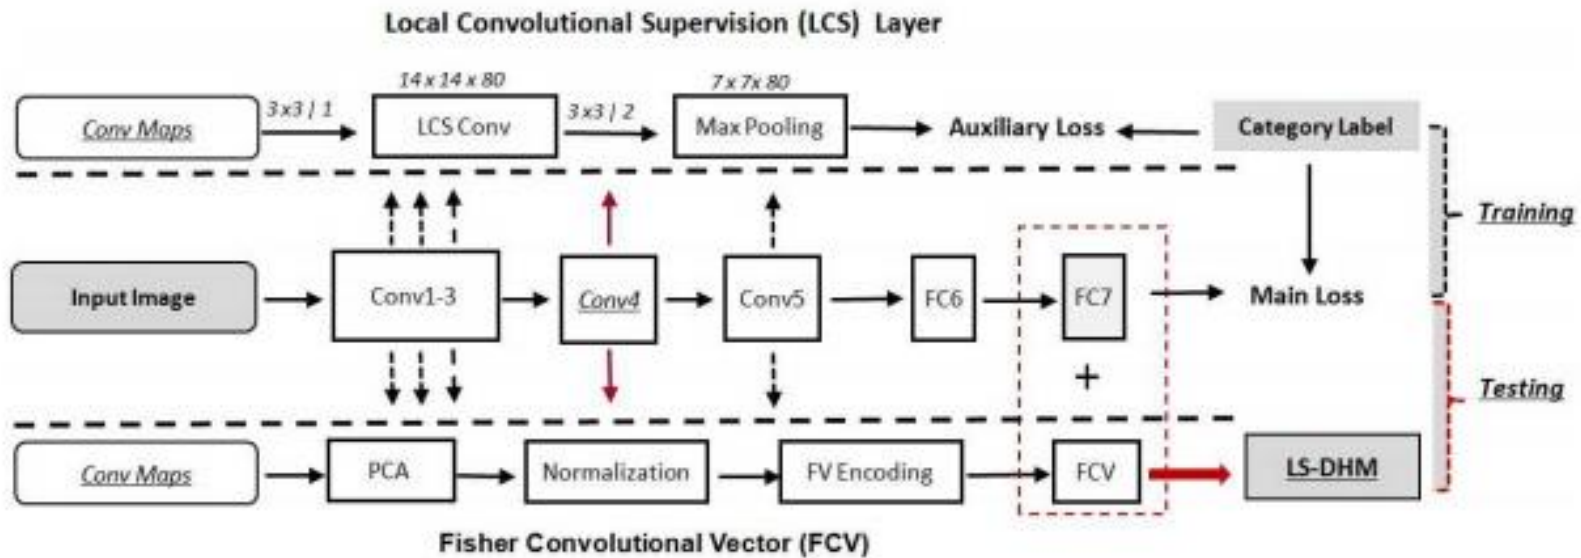 Local Convolutional Supervision (LCS) Layer
14 x 14 x 80
7 x 7x 80
Conv Maps
3 x3 / 1
LCS Conv
3x3 / 2
Max Pooling
Auxiliary Loss
Category Label
Training
Input Image
Conv1-3
Conv4
Conv5
FC6
FC7
Main Loss
+
Testing
Conv Maps
PCA
Normalization
FV Encoding
FCV
LS-DHM
Fisher Convolutional Vector (FCV)